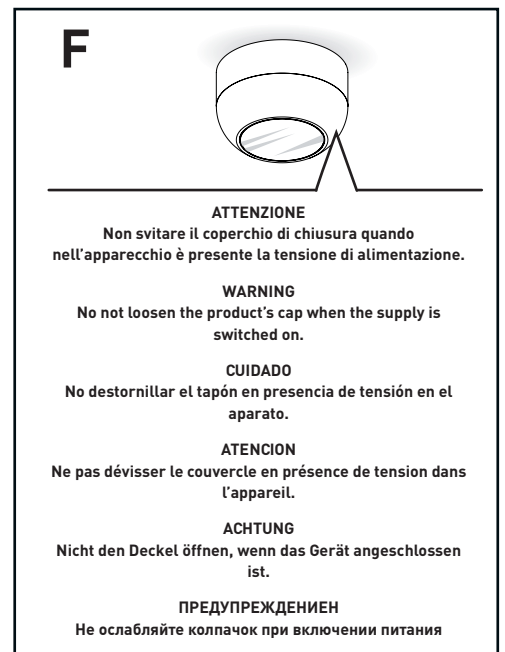 F
ATTENZIONE
Non svitare il coperchio di chiusura quando
nell'apparecchio è presente la tensione di alimentazione.
WARNING
No not loosen the product's cap when the supply is
switched on.
CUIDADO
No destornillar el tapón en presencia de tensión en el
aparato.
ATENCION
Ne pas dévisser le couvercle en présence de tension dans
l'appareil.
ACHTUNG
Nicht den Deckel öffnen, wenn das Gerät angeschlossen
ist.
ПРЕДУПРЕЖДЕНИЕН
Не ослабляйте колпачок при включении питания